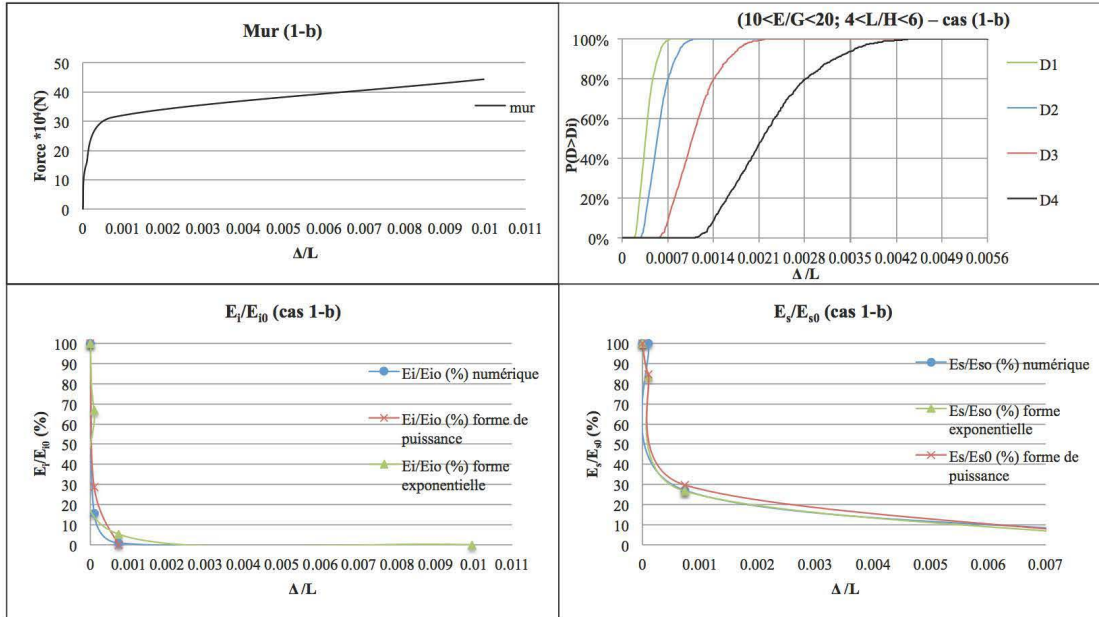 Mur (1-b)
Force *10⁴(N)
50
40
30
20
10
0
mur
0 0.001 0.002 0.003 0.004 0.005 0.006 0.007 0.008 0.009 0.01 0.011
Δ/L
(10<E/G<20; 4<L/H<6) – cas (1-b)
P(D>Di)
100%
80%
60%
40%
20%
0%
D1
D2
D3
D4
0 0.0007 0.0014 0.0021 0.0028 0.0035 0.0042 0.0049 0.0056
Δ /L
Ei/Ei0 (cas 1-b)
Ei/Ei0 (%)
100
90
80
70
60
50
40
30
20
10
0
Ei/Eio (%) numérique
Ei/Eio (%) forme de
puissance
Ei/Eio (%) forme
exponentielle
0 0.001 0.002 0.003 0.004 0.005 0.006 0.007 0.008 0.009 0.01 0.011
Δ /L
Es/Es0 (cas 1-b)
Es/Es0 (%)
100
90
80
70
60
50
40
30
20
10
0
Es/Eso (%) numérique
Es/Eso (%) forme
exponentielle
Es/Es0 (%) forme de
puissance
0 0.001 0.002 0.003 0.004 0.005 0.006 0.007
Δ /L